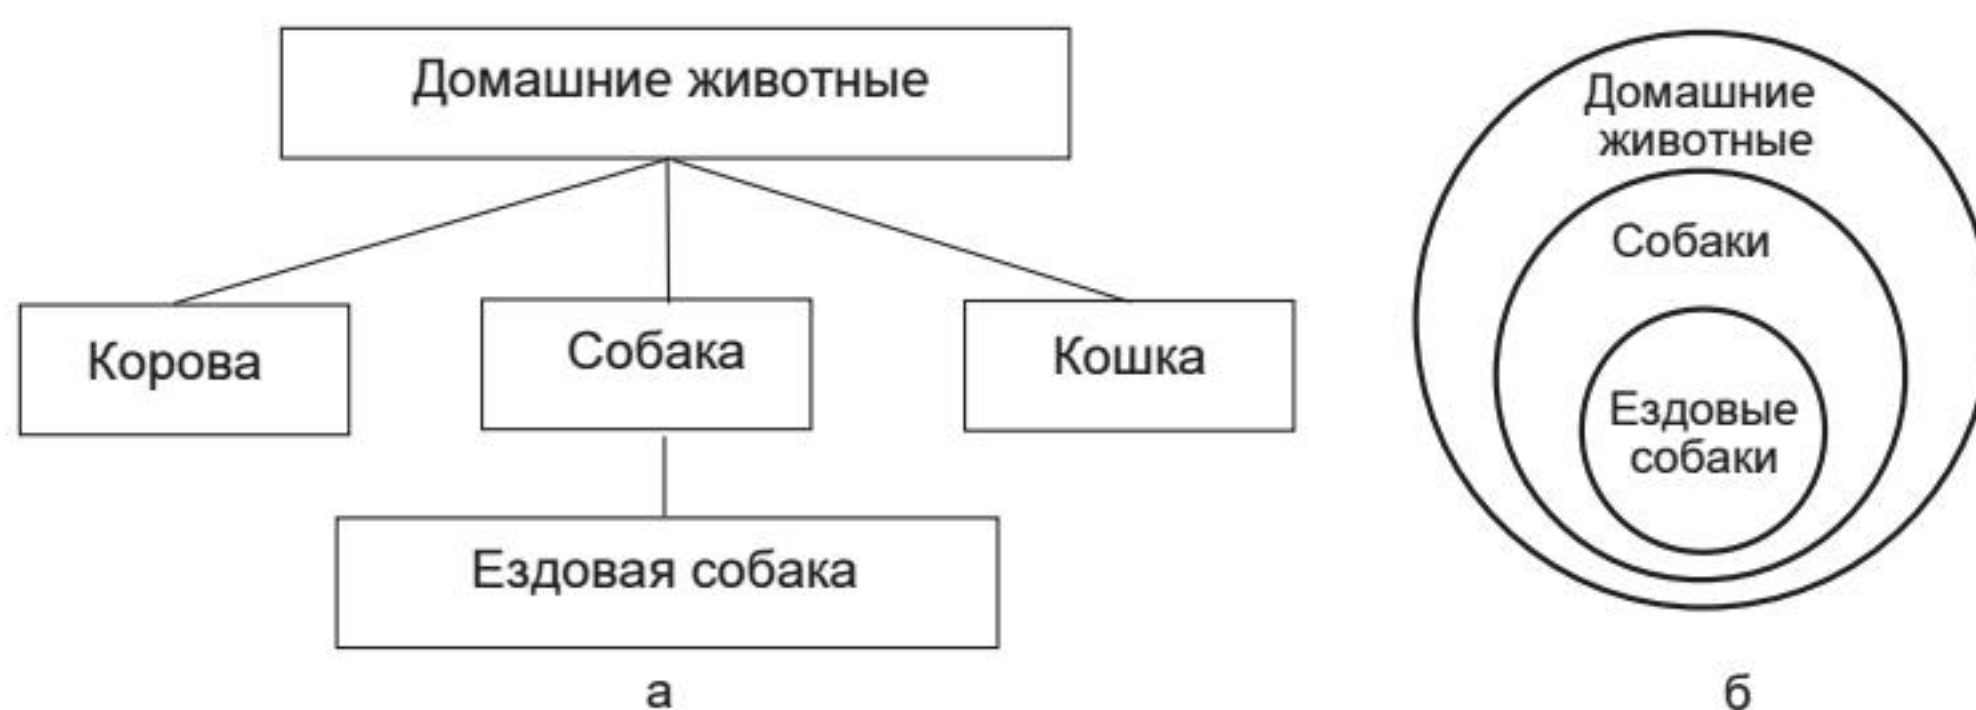 Домашние животные
Корова
Собака
Кошка
Ездовая собака
а
Домашние
животные
Собаки
Ездовые
собаки
б